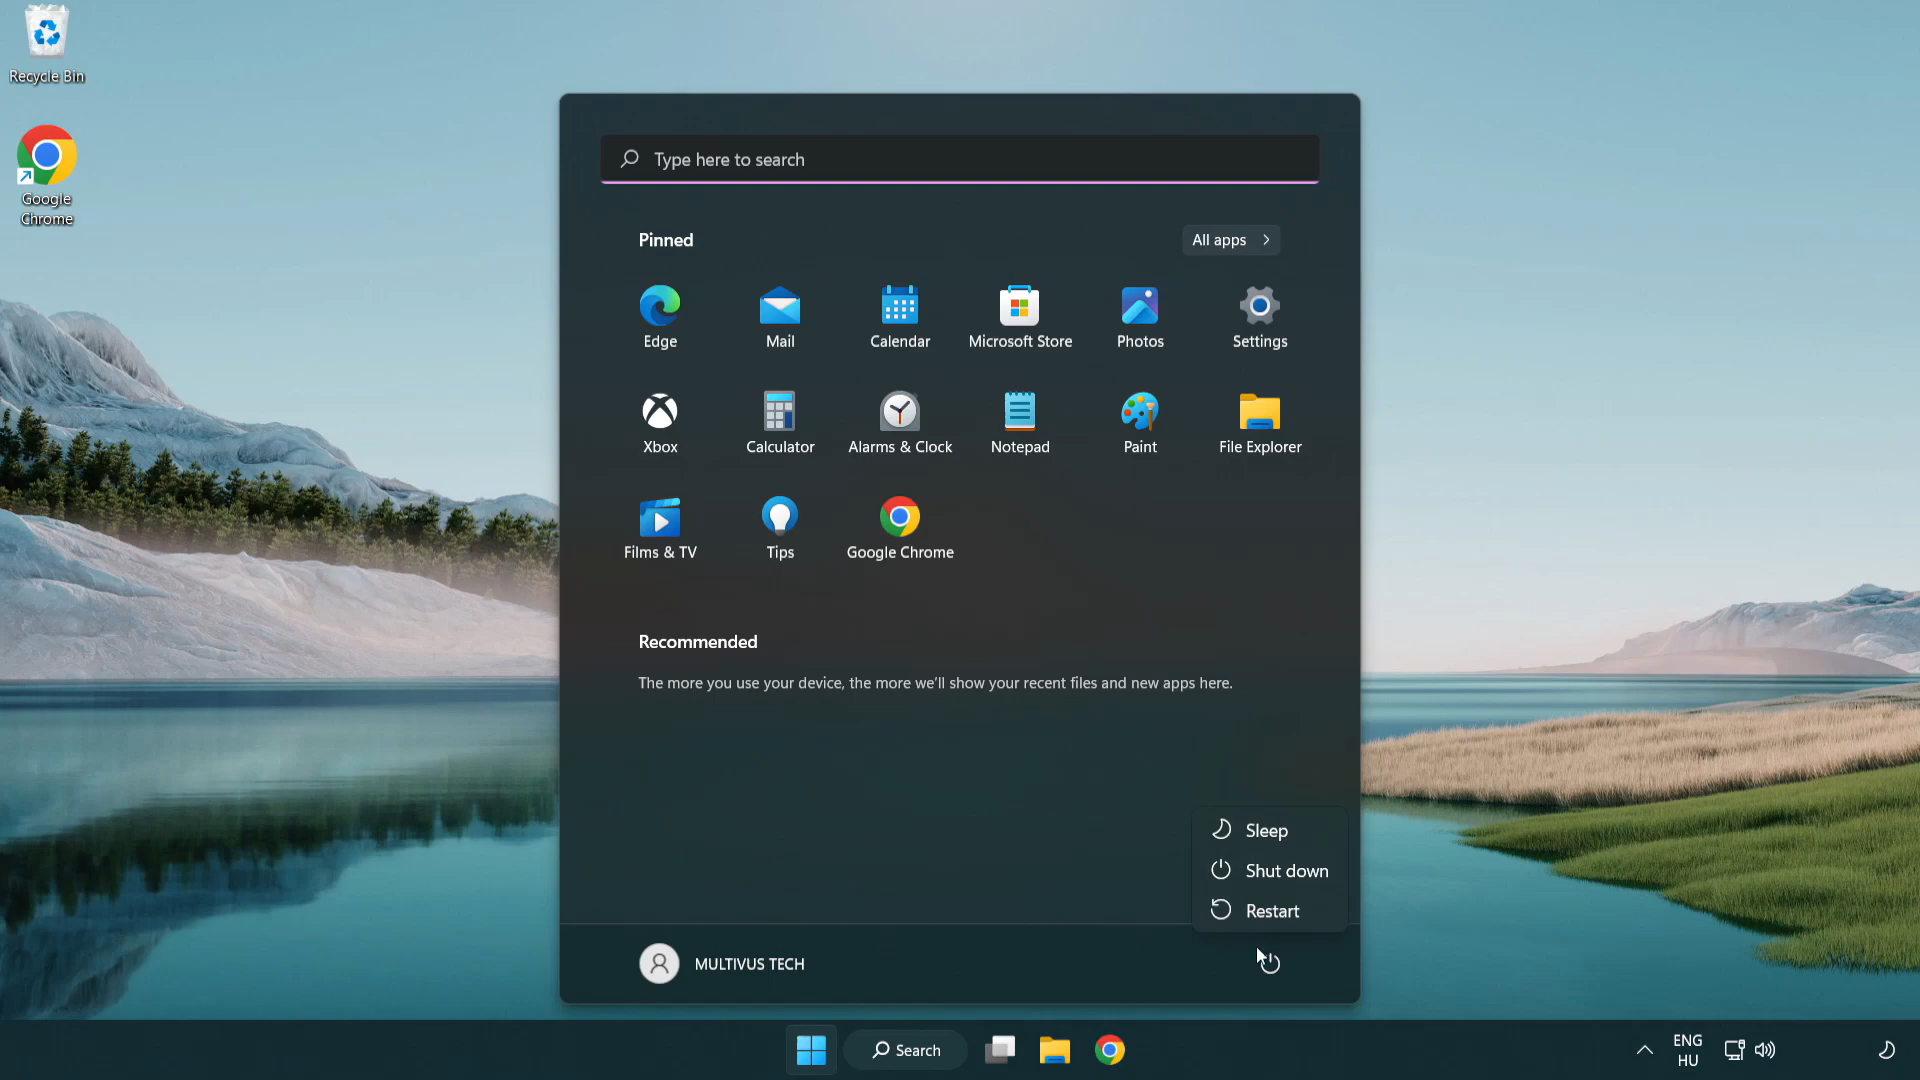 Recycle Bin
Google
Chrome
Type here to search
Pinned
All apps
Edge
Mail
Calendar
Microsoft Store
Photos
Settings
Xbox
Calculator
Alarms & Clock
Notepad
Paint
File Explorer
Films & TV
Tips
Google Chrome
Recommended
The more you use your device, the more we'll show your recent files and new apps here.
Sleep
Shut down
Restart
MULTIVUS TECH
Search
ENG
HU